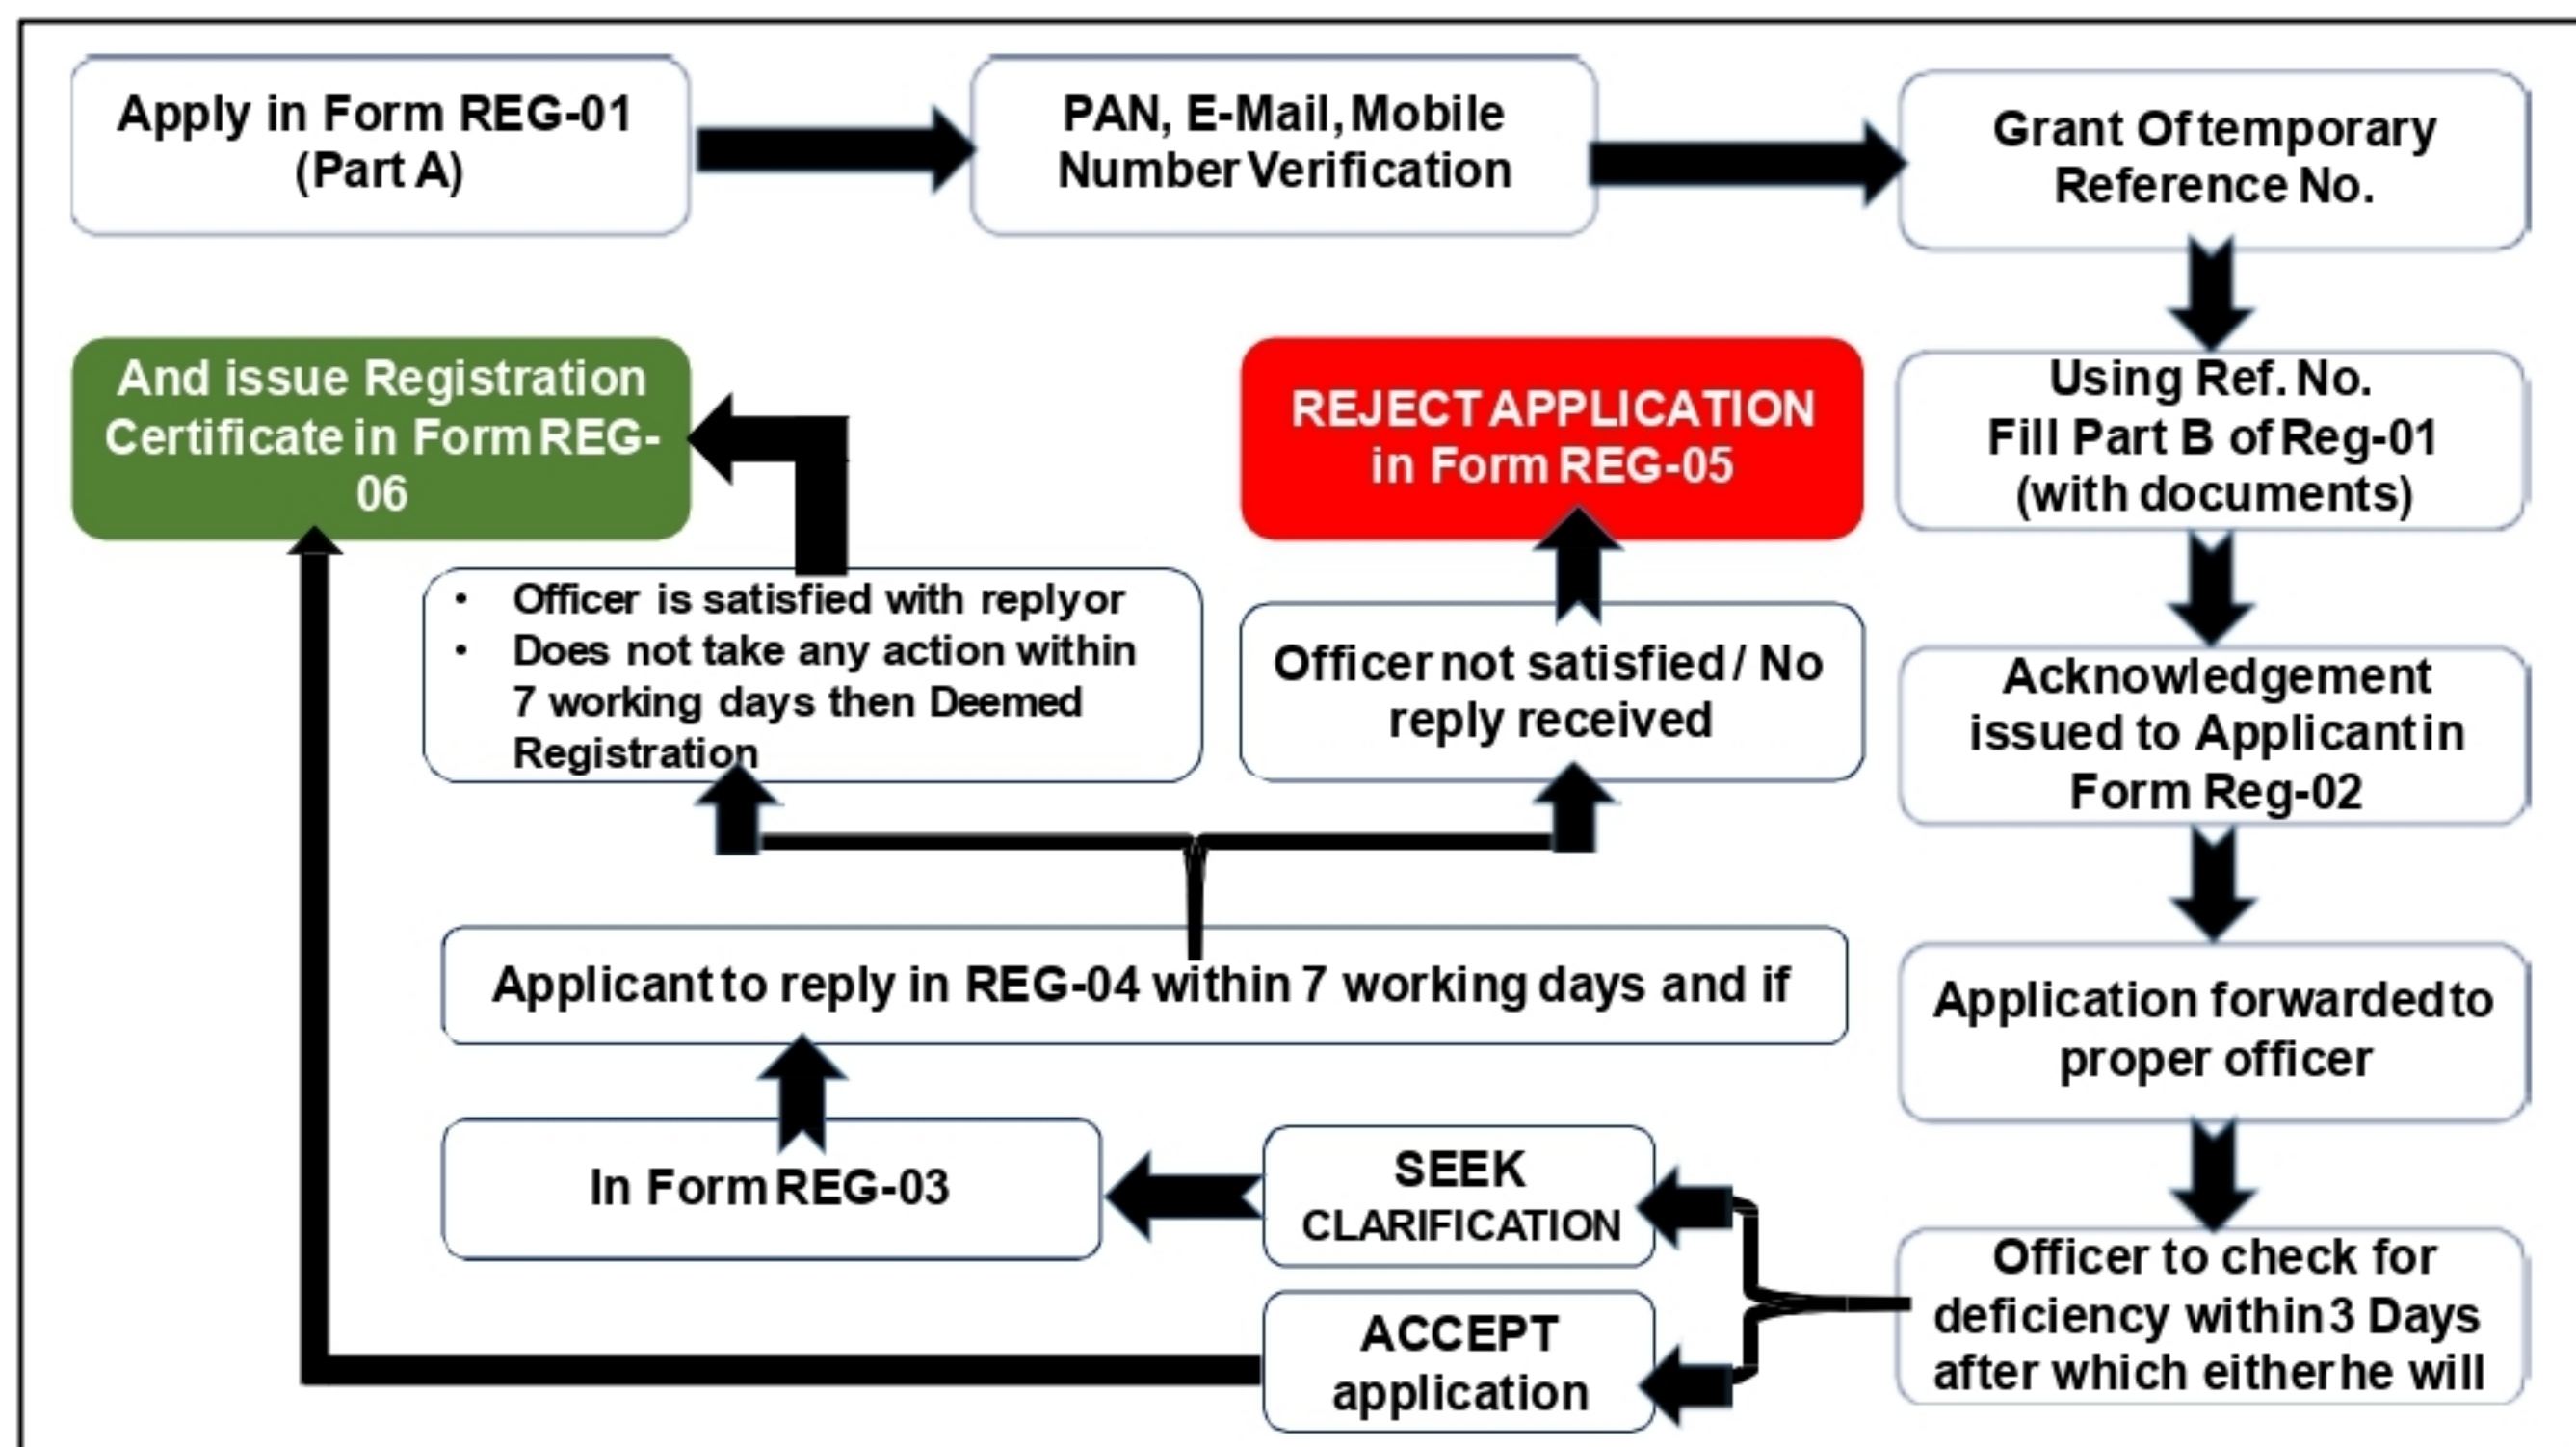 Apply in Form REG-01
(Part A)
PAN, E-Mail, Mobile
Number Verification
Grant Of temporary
Reference No.
Using Ref. No.
Fill Part B of Reg-01
(with documents)
Acknowledgement
issued to Applicant in
Form Reg-02
Application forwarded to
proper officer
Officer to check for
deficiency within 3 Days
after which either he will
SEEK
CLARIFICATION
ACCEPT
application
In Form REG-03
Applicant to reply in REG-04 within 7 working days and if
• Officer is satisfied with reply or
• Does not take any action within
7 working days then Deemed
Registration
Officer not satisfied / No
reply received
REJECT APPLICATION
in Form REG-05
And issue Registration
Certificate in Form REG-
06